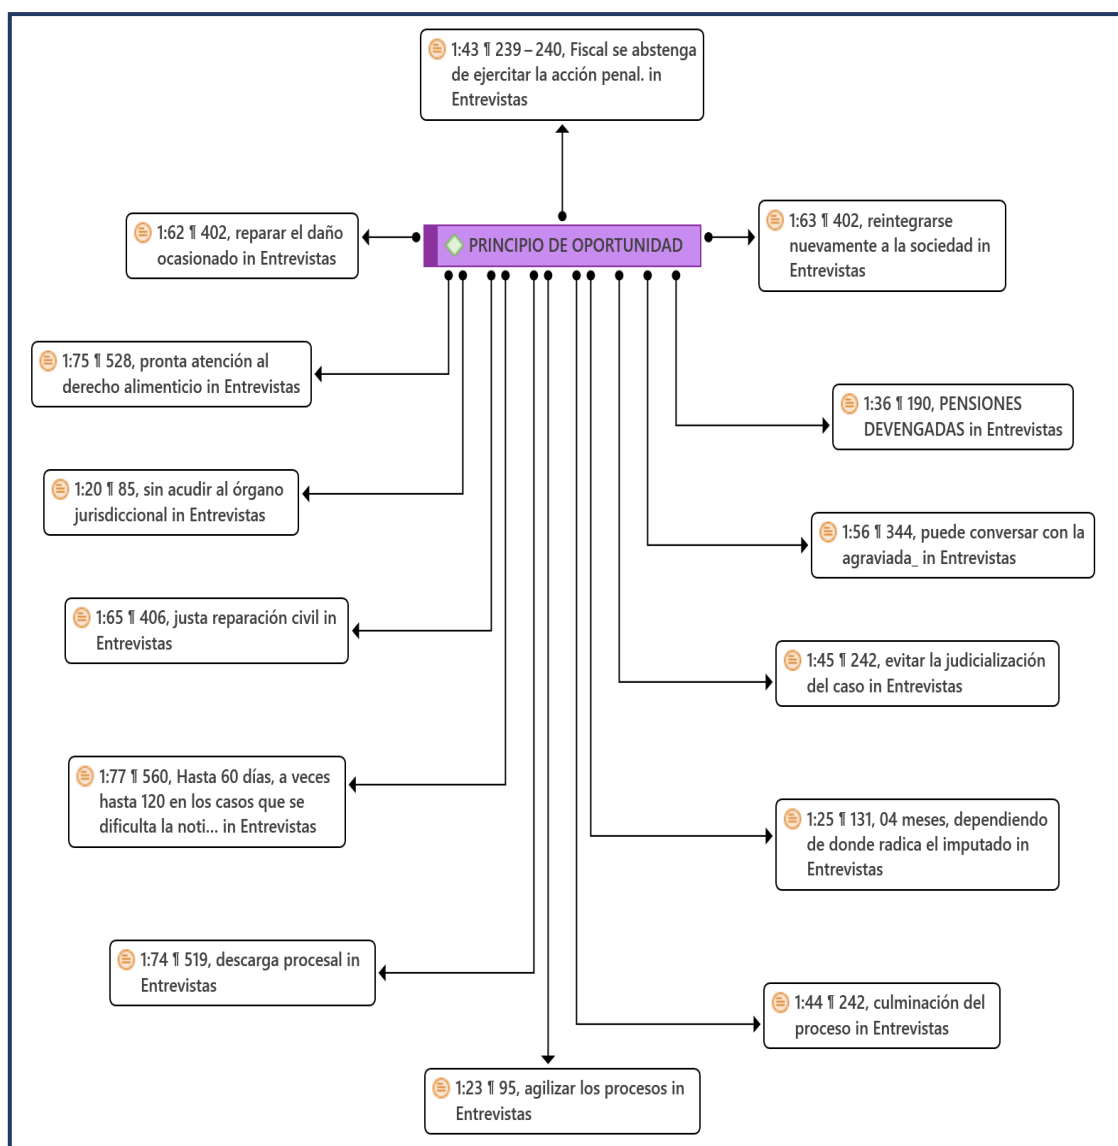 1:43 ¶ 239 – 240, Fiscal se abstenga
de ejercitar la acción penal. in
Entrevistas
1:62 ¶ 402, reparar el daño
ocasionado in Entrevistas
PRINCIPIO DE OPORTUNIDAD
1:63 ¶ 402, reintegrarse
nuevamente a la sociedad in
Entrevistas
1:75 ¶ 528, pronta atención al
derecho alimenticio in Entrevistas
1:36 ¶ 190, PENSIONES
DEVENGADAS in Entrevistas
1:20 ¶ 85, sin acudir al órgano
jurisdiccional in Entrevistas
1:56 ¶ 344, puede conversar con la
agraviada_ in Entrevistas
1:65 ¶ 406, justa reparación civil in
Entrevistas
1:45 ¶ 242, evitar la judicialización
del caso in Entrevistas
1:77 ¶ 560, Hasta 60 días, a veces
hasta 120 en los casos que se
dificulta la noti... in Entrevistas
1:25 ¶ 131, 04 meses, dependiendo
de donde radica el imputado in
Entrevistas
1:74 ¶ 519, descarga procesal in
Entrevistas
1:44 ¶ 242, culminación del
proceso in Entrevistas
1:23 ¶ 95, agilizar los procesos in
Entrevistas